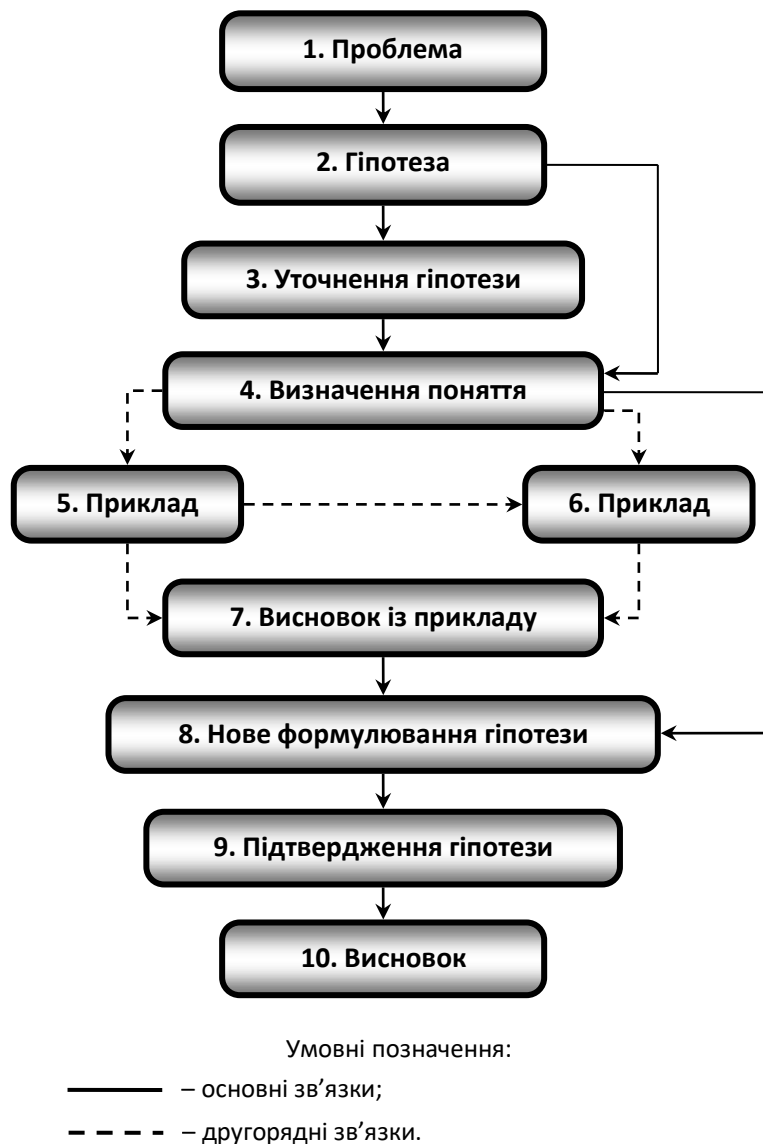 1. Проблема
2. Гіпотеза
3. Уточнення гіпотези
4. Визначення поняття
5. Приклад
6. Приклад
7. Висновок із прикладу
8. Нове формулювання гіпотези
9. Підтвердження гіпотези
10. Висновок
Умовні позначення:
– основні зв’язки;
– другорядні зв’язки.